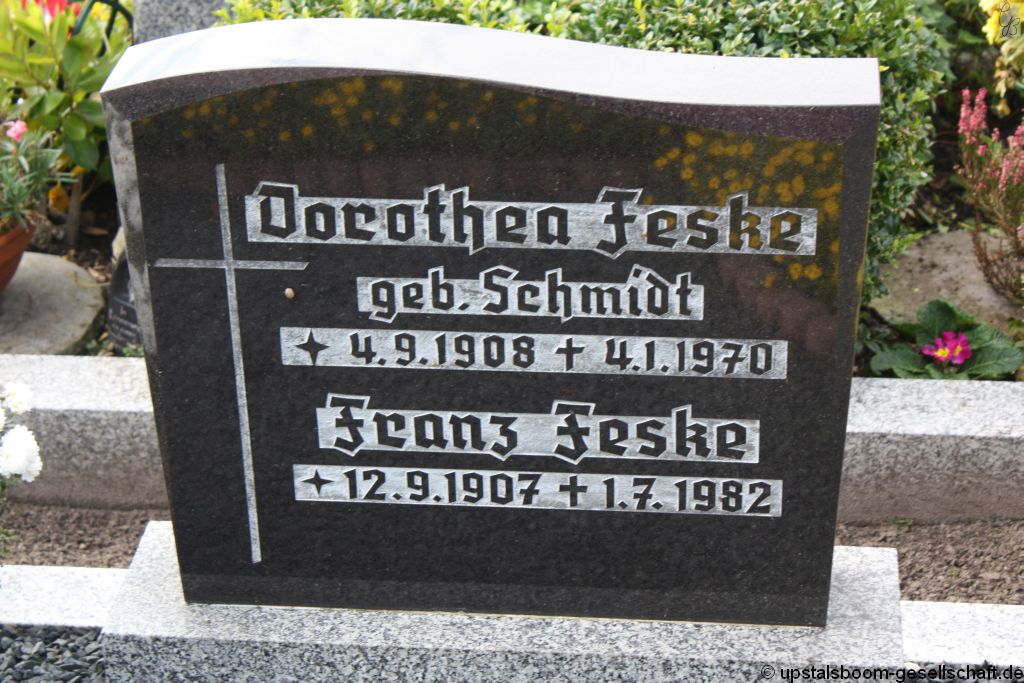 Dorothea Feske
geb. Schmidt
✦ 4.9.1908 ✝ 4.1.1970
Franz Feske
✦ 12.9.1907 ✝ 1.7.1982
© upstalsboom-gesellschaft.de